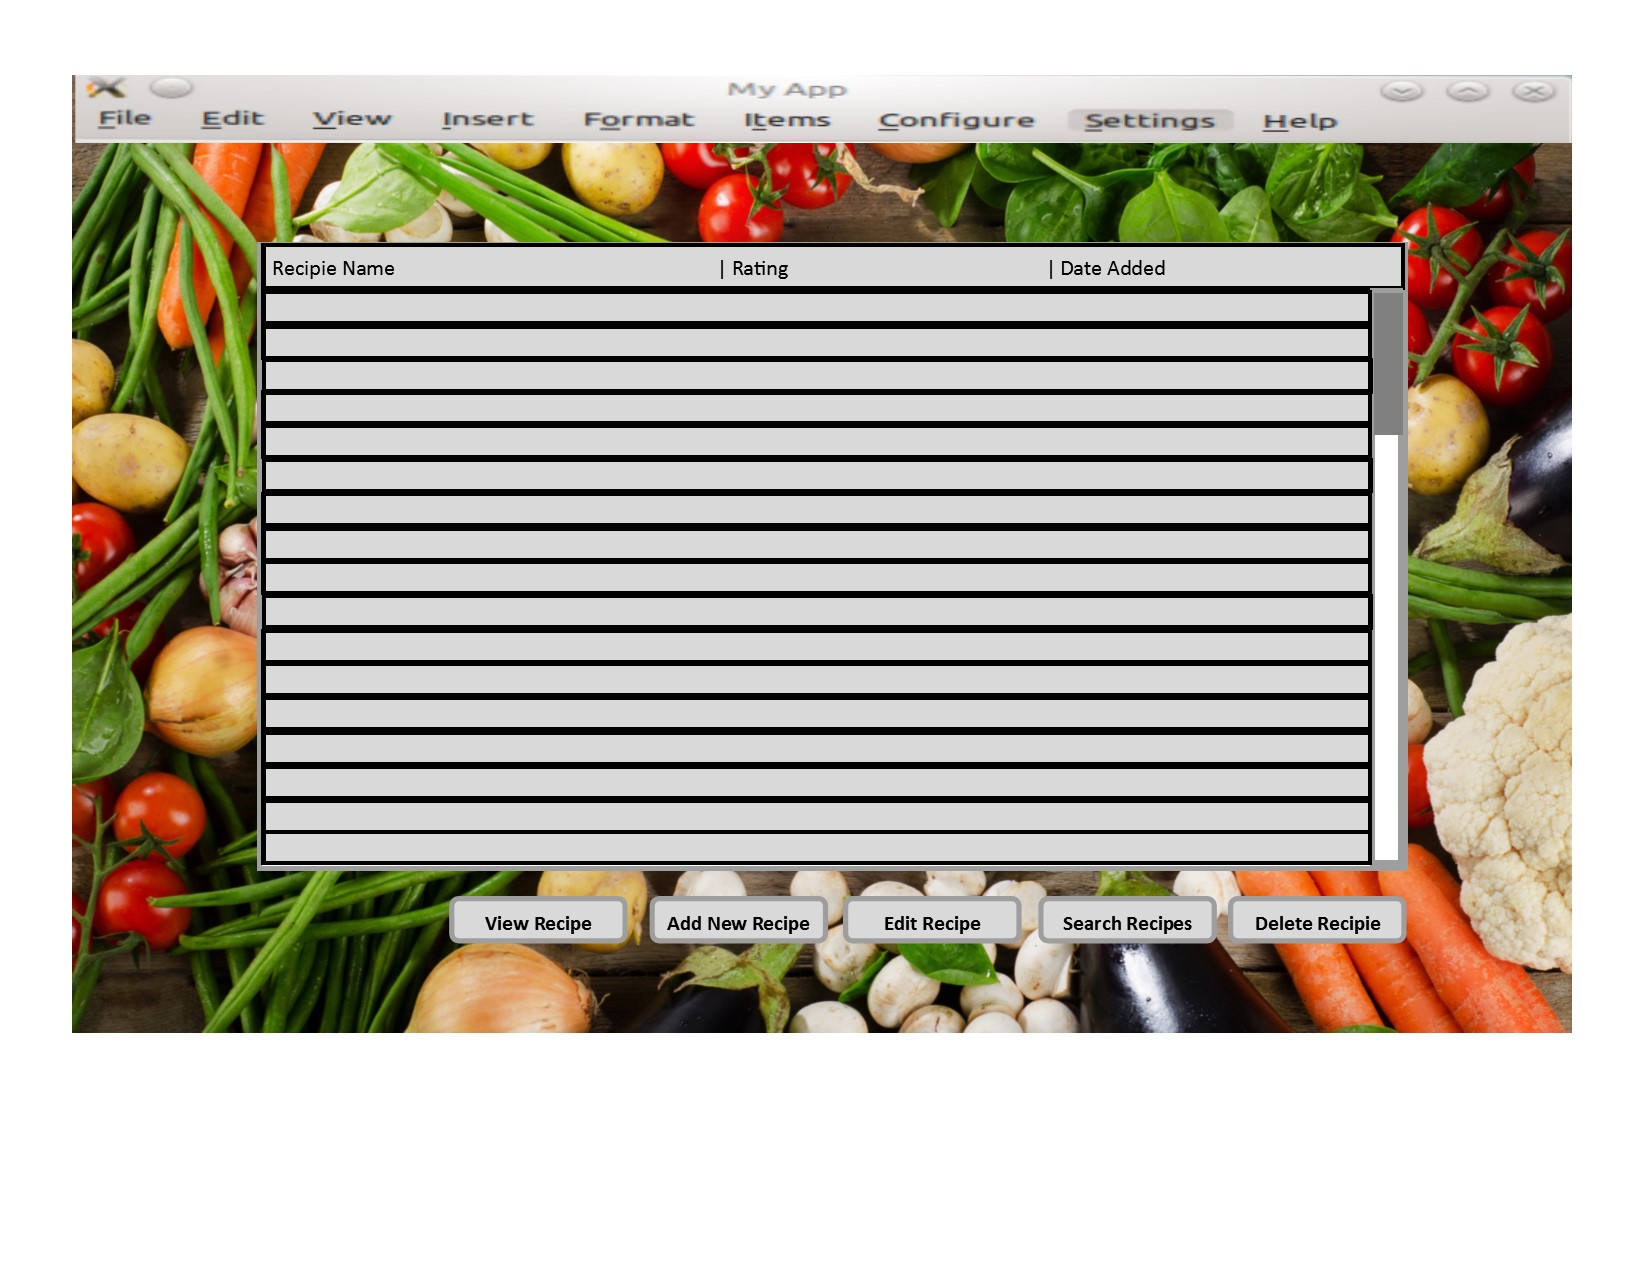 My App
File Edit View Insert Format Items Configure Settings Help
Recipie Name | Rating | Date Added
View Recipe Add New Recipe Edit Recipe Search Recipes Delete Recipie